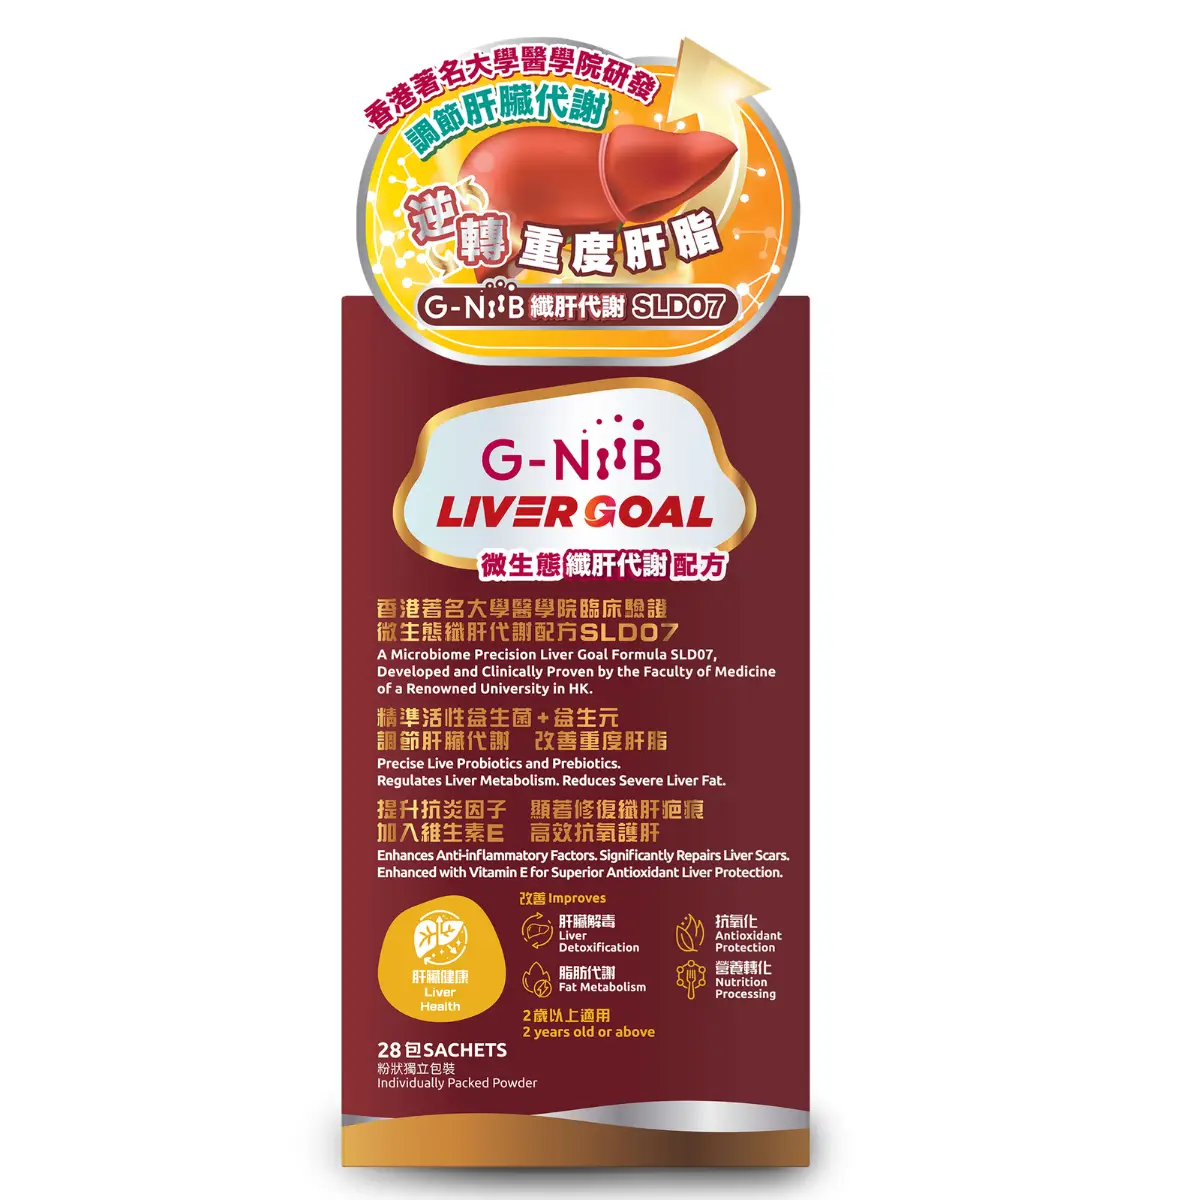 香港著名大學醫學院研發
調節肝臟代謝
逆轉重度肝脂
G-NiiB 纖肝代謝 SLD07
G-NiiB
LIVER GOAL
微生態纖肝代謝配方
香港著名大學醫學院臨床驗證
微生態纖肝代謝配方SLD07
A Microbiome Precision Liver Goal Formula SLD07,
Developed and Clinically Proven by the Faculty of Medicine
of a Renowned University in HK.
精準活性益生菌+益生元
調節肝臟代謝 改善重度肝脂
Precise Live Probiotics and Prebiotics.
Regulates Liver Metabolism. Reduces Severe Liver Fat.
提升抗炎因子 顯著修復纖肝疤痕
加入維生素E 高效抗氧護肝
Enhances Anti-inflammatory Factors. Significantly Repairs Liver Scars.
Enhanced with Vitamin E for Superior Antioxidant Liver Protection.
肝臟健康
Liver
Health
改善 Improves
肝臟解毒
Liver
Detoxification
抗氧化
Antioxidant
Protection
脂肪代謝
Fat Metabolism
營養轉化
Nutrition
Processing
2歲以上適用
2 years old or above
28包SACHETS
粉狀獨立包裝
Individually Packed Powder